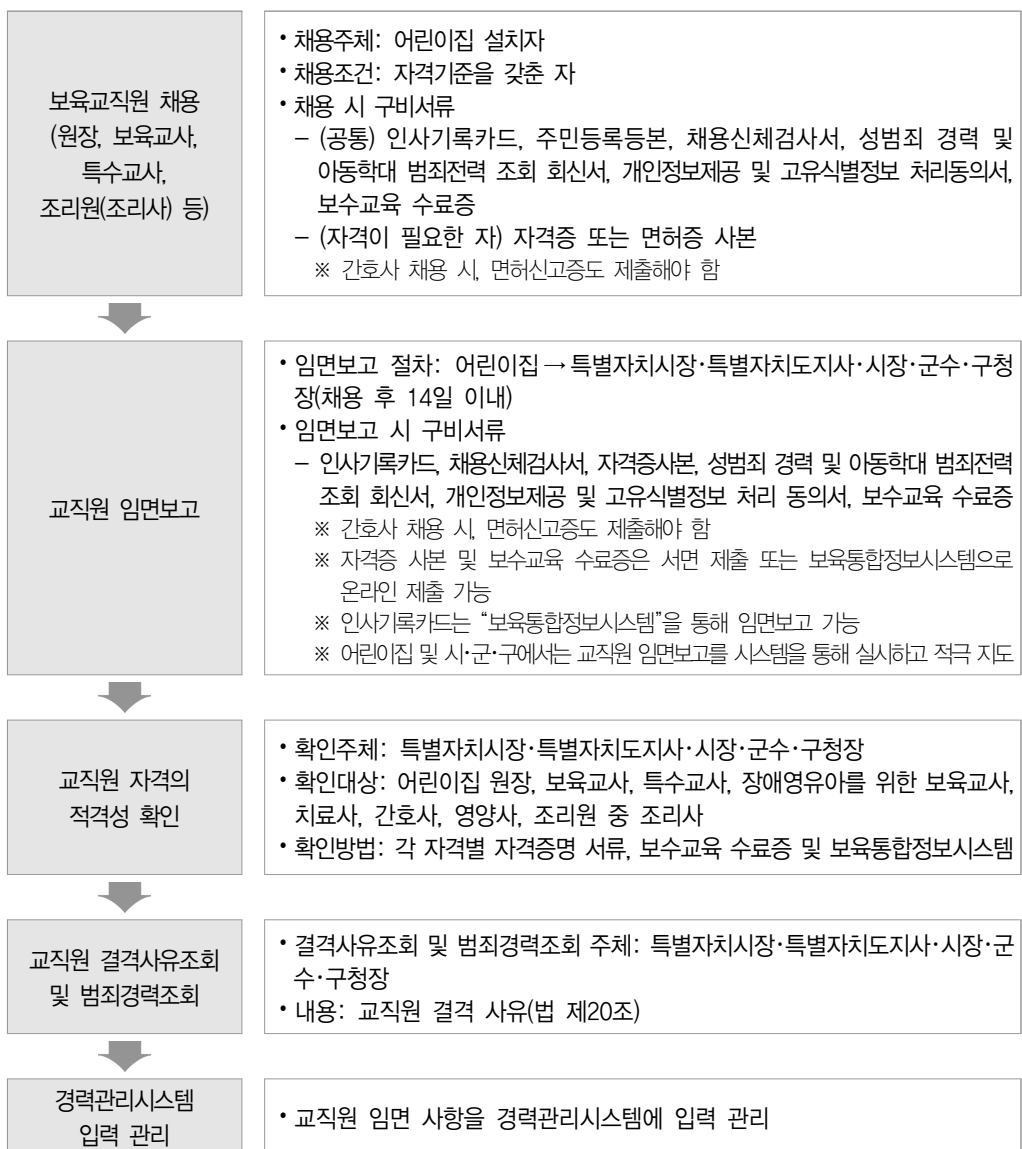 보육교직원 채용
(원장, 보육교사,
특수교사,
조리원(조리사) 등)
• 채용주체: 어린이집 설치자
• 채용조건: 자격기준을 갖춘 자
• 채용 시 구비서류
– (공통) 인사기록카드, 주민등록등본, 채용신체검사서, 성범죄 경력 및
아동학대 범죄전력 조회 회신서, 개인정보제공 및 고유식별정보 처리동의서,
보수교육 수료증
– (자격이 필요한 자) 자격증 또는 면허증 사본
※ 간호사 채용 시, 면허신고증도 제출해야 함
교직원 임면보고
• 임면보고 절차: 어린이집 → 특별자치시장·특별자치도지사·시장·군수·구청
장(채용 후 14일 이내)
• 임면보고 시 구비서류
– 인사기록카드, 채용신체검사서, 자격증사본, 성범죄 경력 및 아동학대 범죄전력
조회 회신서, 개인정보제공 및 고유식별정보 처리 동의서, 보수교육 수료증
※ 간호사 채용 시, 면허신고증도 제출해야 함
※ 자격증 사본 및 보수교육 수료증은 서면 제출 또는 보육통합정보시스템으로
온라인 제출 가능
※ 인사기록카드는 “보육통합정보시스템”을 통해 임면보고 가능
※ 어린이집 및 시·군·구에서는 교직원 임면보고를 시스템을 통해 실시하고 적극 지도
교직원 자격의
적격성 확인
• 확인주체: 특별자치시장·특별자치도지사·시장·군수·구청장
• 확인대상: 어린이집 원장, 보육교사, 특수교사, 장애영유아를 위한 보육교사,
치료사, 간호사, 영양사, 조리원 중 조리사
• 확인방법: 각 자격별 자격증명 서류, 보수교육 수료증 및 보육통합정보시스템
교직원 결격사유조회
및 범죄경력조회
• 결격사유조회 및 범죄경력조회 주체: 특별자치시장·특별자치도지사·시장·군
수·구청장
• 내용: 교직원 결격 사유(법 제20조)
경력관리시스템
입력 관리
• 교직원 임면 사항을 경력관리시스템에 입력 관리